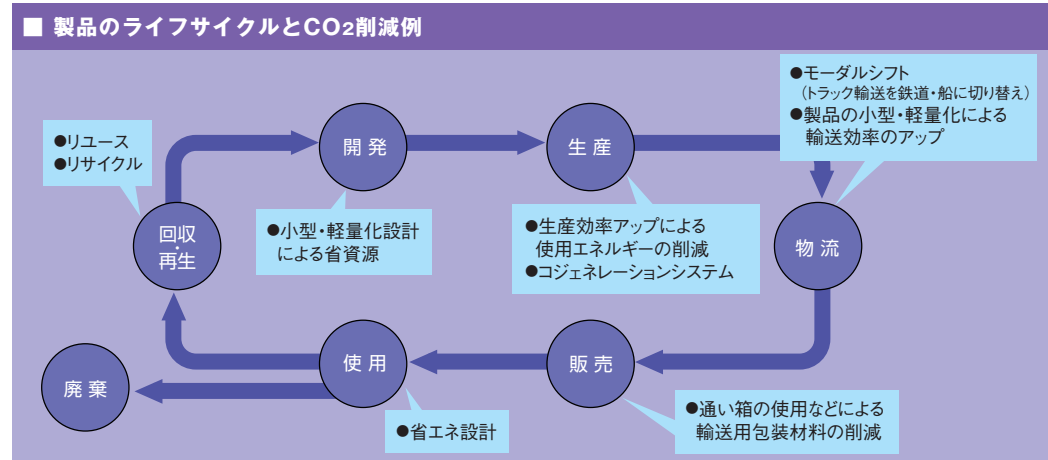 ■ 製品のライフサイクルとCO2削減例
●モーダルシフト
（トラック輸送を鉄道・船に切り替え）
●製品の小型・軽量化による
輸送効率のアップ
●リユース
●リサイクル
開発
生産
●小型・軽量化設計
による省資源
●生産効率アップによる
使用エネルギーの削減
●コジェネレーションシステム
回収
・
再生
物流
使用
販売
廃棄
●省エネ設計
●通い箱の使用などによる
輸送用包装材料の削減